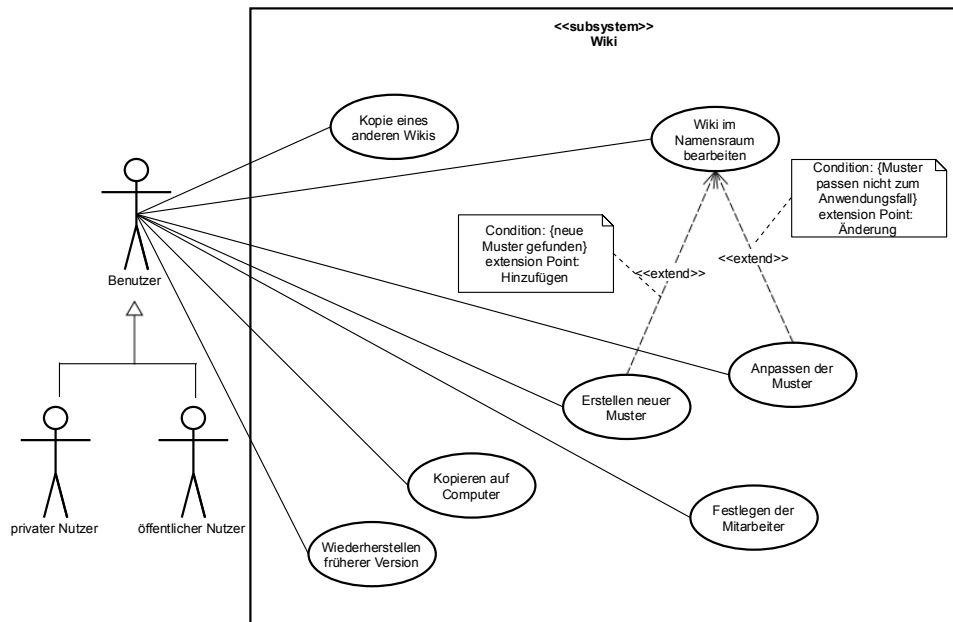 <<subsystem>>
Wiki
Kopie eines
anderen Wikis
Wiki im
Namensraum
bearbeiten
Condition: {Muster
passen nicht zum
Anwendungsfall}
extension Point:
Änderung
Condition: {neue
Muster gefunden}
extension Point:
Hinzufügen
<<extend>>
<<extend>>
Benutzer
Anpassen der
Muster
Erstellen neuer
Muster
Kopieren auf
Computer
Festlegen der
Mitarbeiter
privater Nutzer
öffentlicher Nutzer
Wiederherstellen
früherer Version